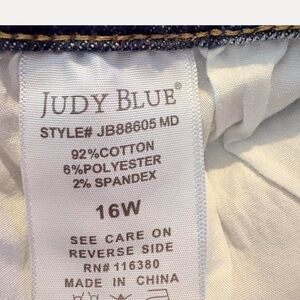 JUDY BLUE®
STYLE# JB88605 MD
92%COTTON
6%POLYESTER
2% SPANDEX
16W
SEE CARE ON
REVERSE SIDE
RN# 116380
MADE IN CHINA